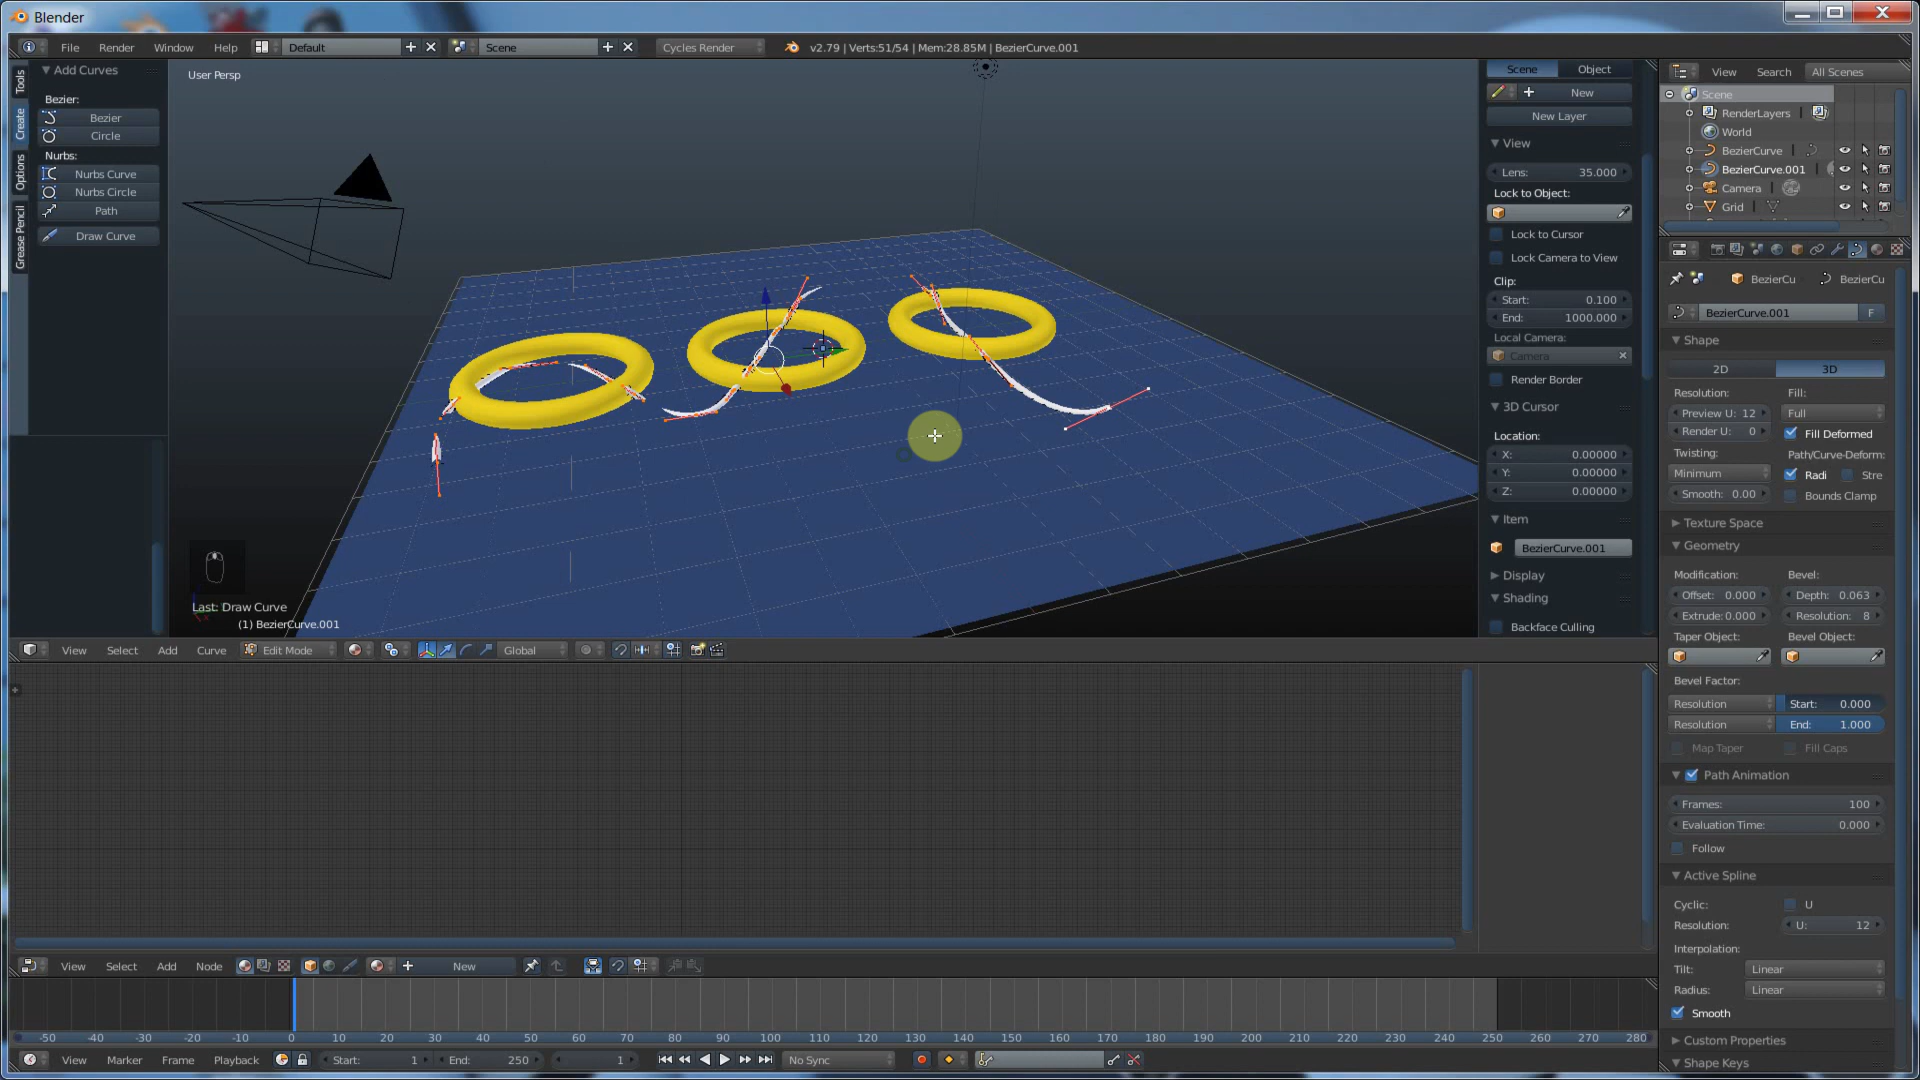 Blender
File Render Window Help Default Scene Cycles Render v2.79 | Verts:51/54 | Mem:28.85M | BezierCurve.001
Tools
Create
Options
Grease Pencil
Add Curves
Bezier:
Bezier
Circle
Nurbs:
Nurbs Curve
Nurbs Circle
Path
Draw Curve
User Persp
Last: Draw Curve
(1) BezierCurve.001
Scene Object
New
New Layer
View
Lens: 35.000
Lock to Object:
Lock to Cursor
Lock Camera to View
Clip:
Start: 0.100
End: 1000.000
Local Camera:
Camera
Render Border
3D Cursor
Location:
X: 0.00000
Y: 0.00000
Z: 0.00000
Item
BezierCurve.001
Display
Shading
Backface Culling
View Search All Scenes
Scene
RenderLayers
World
BezierCurve
BezierCurve.001
Camera
Grid
BezierCu BezierCu
BezierCurve.001 F
Shape
2D 3D
Resolution: Fill:
Preview U: 12 Full
Render U: 0 Fill Deformed
Twisting: Path/Curve-Deform:
Minimum Radi Stre
Smooth: 0.00 Bounds Clamp
Texture Space
Geometry
Modification: Bevel:
Offset: 0.000 Depth: 0.063
Extrude:0.000 Resolution: 8
Taper Object: Bevel Object:
Bevel Factor:
Resolution Start: 0.000
Resolution End: 1.000
Map Taper Fill Caps
Path Animation
Frames: 100
Evaluation Time: 0.000
Follow
Active Spline
Cyclic: U
Resolution: U: 12
Interpolation:
Tilt: Linear
Radius: Linear
Smooth
Custom Properties
Shape Keys
View Select Add Curve Edit Mode Global
View Select Add Node New
-50 -40 -30 -20 -10 0 10 20 30 40 50 60 70 80 90 100 110 120 130 140 150 160 170 180 190 200 210 220 230 240 250 260 270 280
View Marker Frame Playback Start: 1 End: 250 1 No Sync